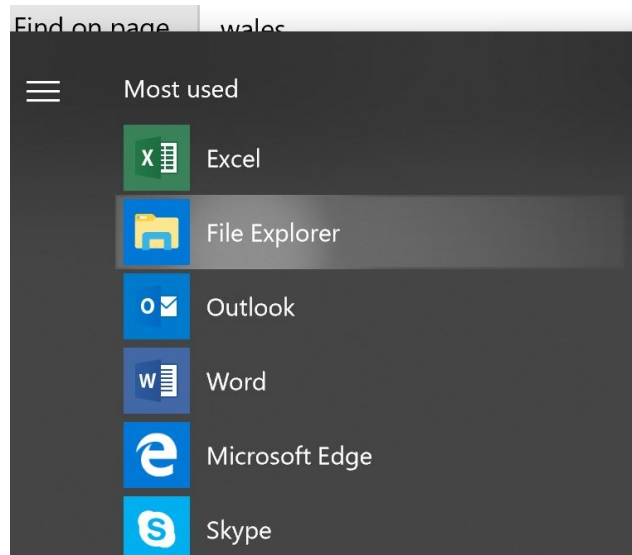 Find on page wales
Most used
Excel
File Explorer
Outlook
Word
Microsoft Edge
Skype